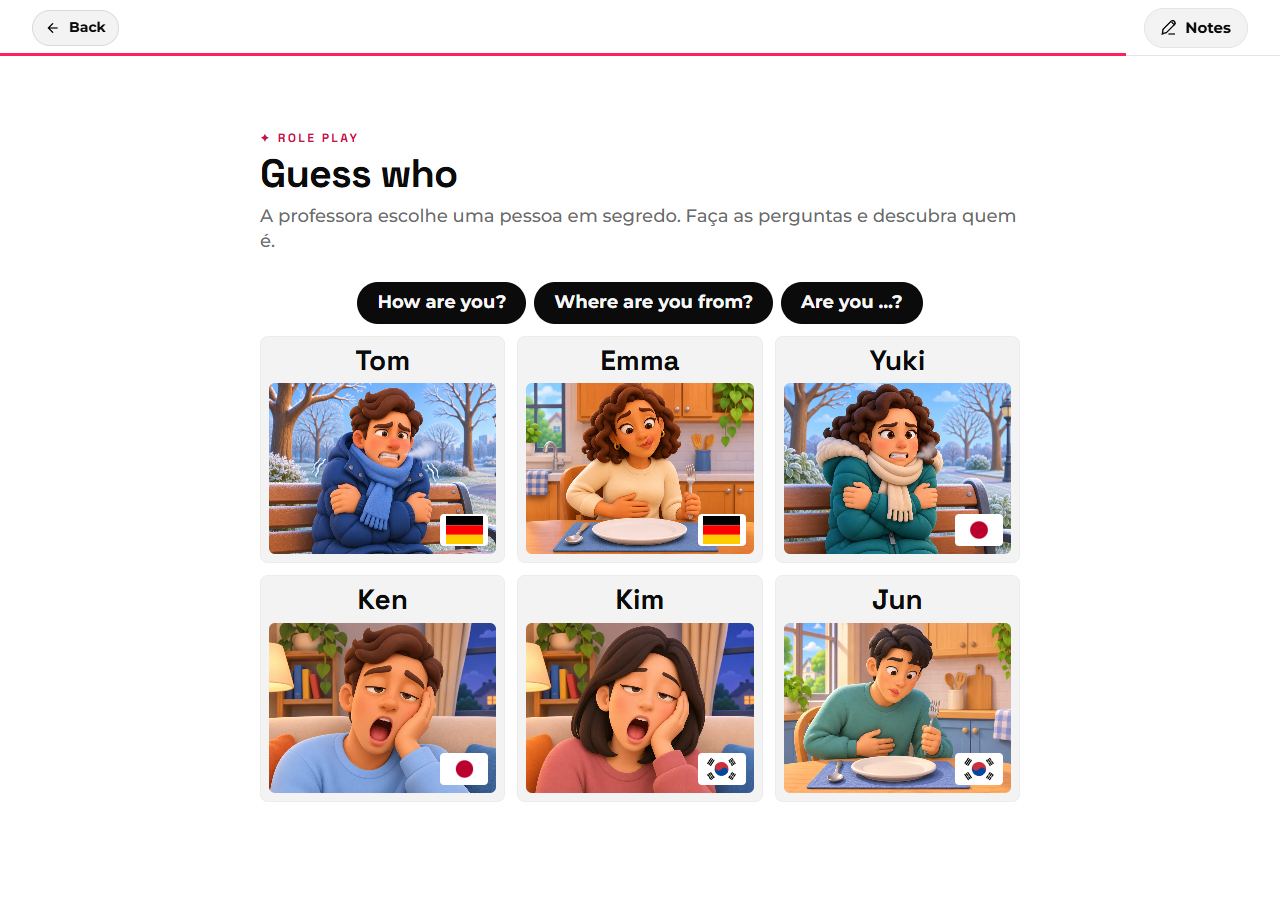 Back
Notes
✦ ROLE PLAY
Guess who
A professora escolhe uma pessoa em segredo. Faça as perguntas e descubra quem
é.
How are you?
Where are you from?
Are you ...?
Tom
Emma
Yuki
Ken
Kim
Jun